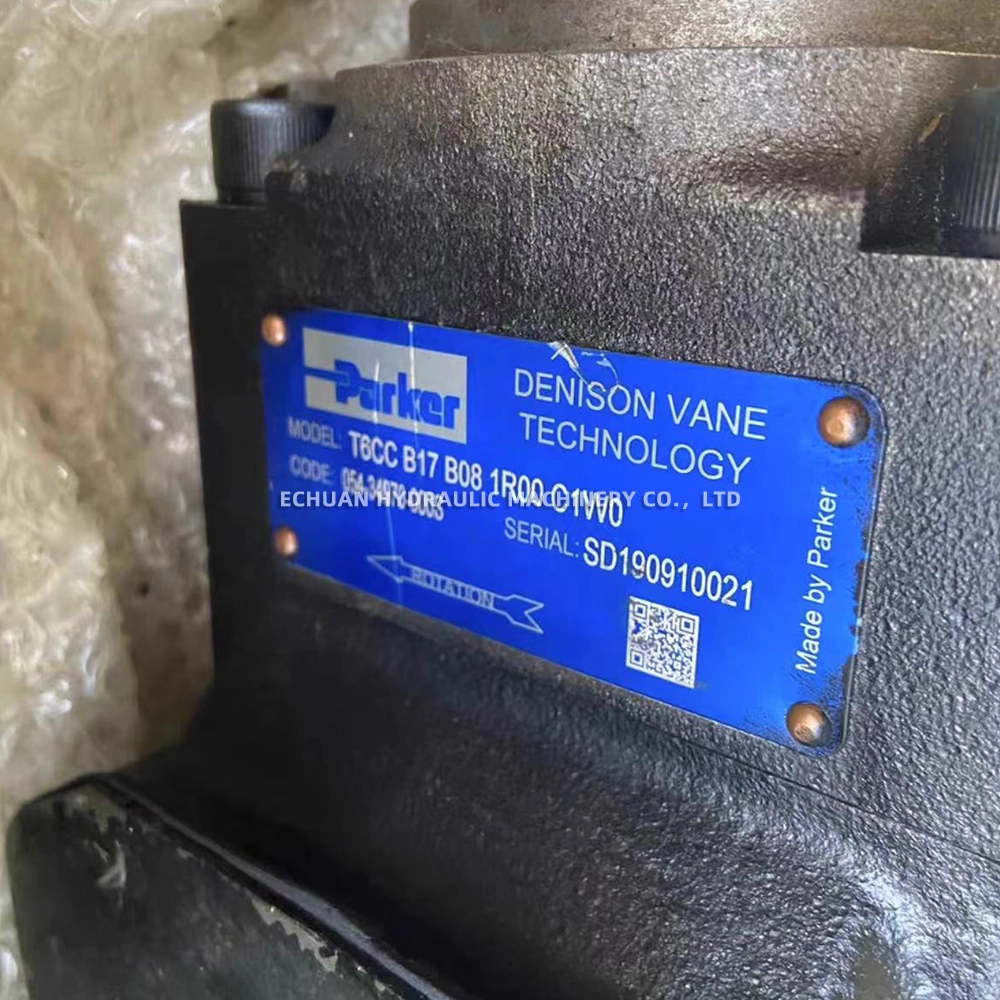 Parker
DENISON VANE
TECHNOLOGY
MODEL: T6CC B17 B08 1R00 C1W0
CODE:
ECHUAN HYDRAULIC MACHINERY CO., LTD
SERIAL: SD190910021
ROTATION
Made by Parker